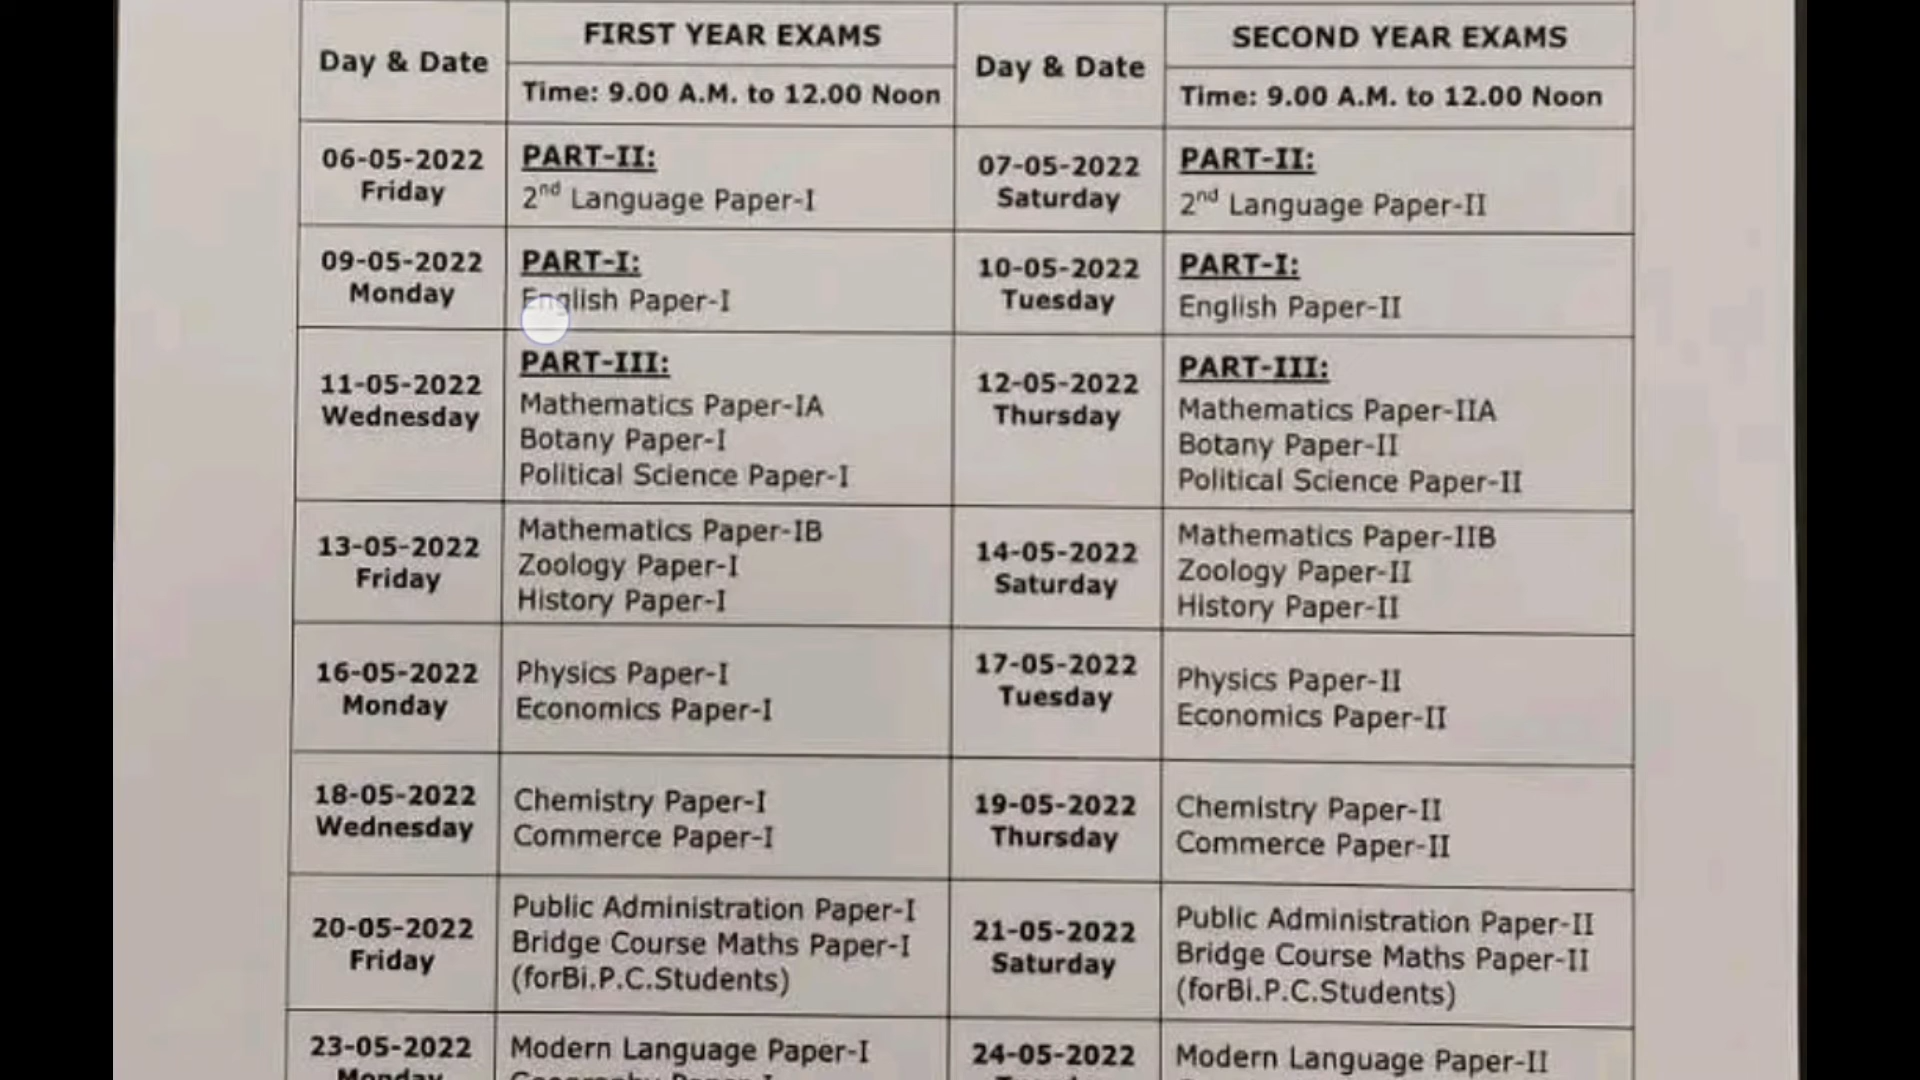 Day & Date
FIRST YEAR EXAMS
Time: 9.00 A.M. to 12.00 Noon
Day & Date
SECOND YEAR EXAMS
Time: 9.00 A.M. to 12.00 Noon
06-05-2022
Friday
PART-II:
2nd Language Paper-I
07-05-2022
Saturday
PART-II:
2nd Language Paper-II
09-05-2022
Monday
PART-I:
English Paper-I
10-05-2022
Tuesday
PART-I:
English Paper-II
11-05-2022
Wednesday
PART-III:
Mathematics Paper-IA
Botany Paper-I
Political Science Paper-I
12-05-2022
Thursday
PART-III:
Mathematics Paper-IIA
Botany Paper-II
Political Science Paper-II
13-05-2022
Friday
Mathematics Paper-IB
Zoology Paper-I
History Paper-I
14-05-2022
Saturday
Mathematics Paper-IIB
Zoology Paper-II
History Paper-II
16-05-2022
Monday
Physics Paper-I
Economics Paper-I
17-05-2022
Tuesday
Physics Paper-II
Economics Paper-II
18-05-2022
Wednesday
Chemistry Paper-I
Commerce Paper-I
19-05-2022
Thursday
Chemistry Paper-II
Commerce Paper-II
20-05-2022
Friday
Public Administration Paper-I
Bridge Course Maths Paper-I
(forBi.P.C.Students)
21-05-2022
Saturday
Public Administration Paper-II
Bridge Course Maths Paper-II
(forBi.P.C.Students)
23-05-2022
Monday
Modern Language Paper-I
Geography Paper-I
24-05-2022
Modern Language Paper-II